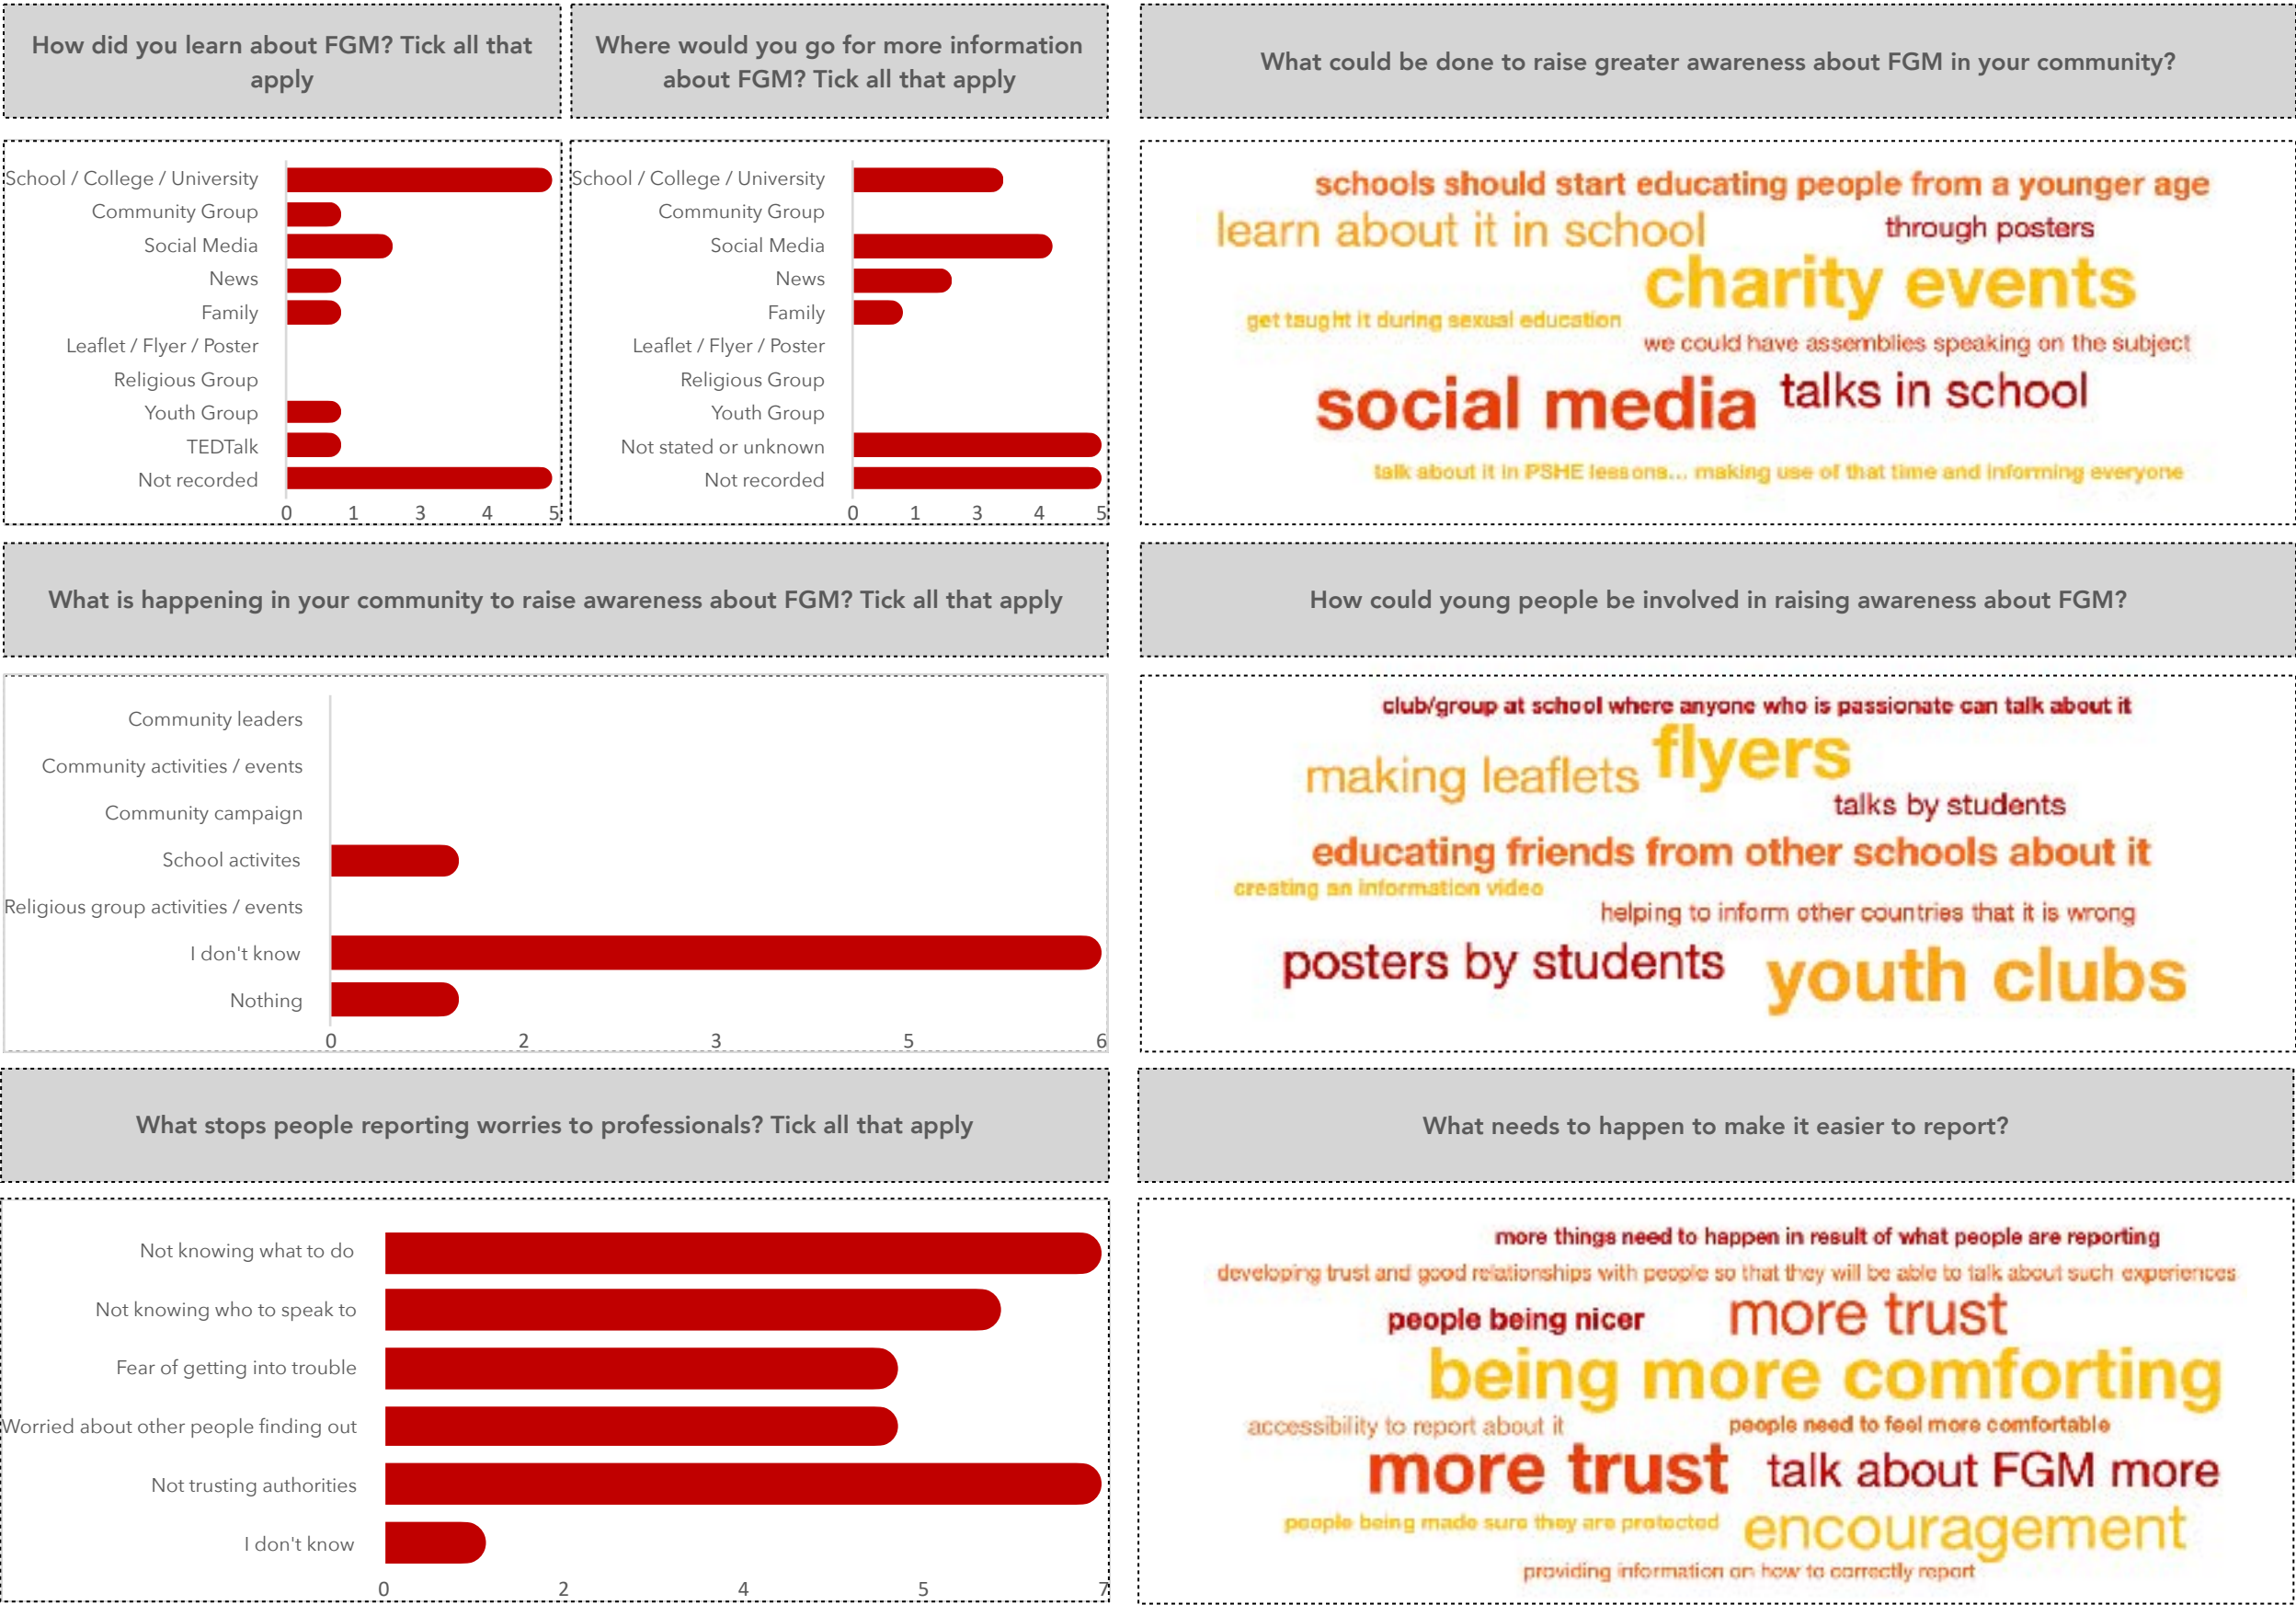 How did you learn about FGM? Tick all that
apply
Where would you go for more information
about FGM? Tick all that apply
What could be done to raise greater awareness about FGM in your community?
School / College / University
Community Group
Social Media
News
Family
Leaflet / Flyer / Poster
Religious Group
Youth Group
TEDTalk
Not recorded
0 1 3 4 5
School / College / University
Community Group
Social Media
News
Family
Leaflet / Flyer / Poster
Religious Group
Youth Group
Not stated or unknown
Not recorded
0 1 3 4 5
schools should start educating people from a younger age
learn about it in school
through posters
charity events
get taught it during sexual education
we could have assemblies speaking on the subject
social media
talks in school
talk about it in PSHE lessons... making use of that time and informing everyone
What is happening in your community to raise awareness about FGM? Tick all that apply
How could young people be involved in raising awareness about FGM?
Community leaders
Community activities / events
Community campaign
School activites
Religious group activities / events
I don't know
Nothing
0 2 3 5 6
club/group at school where anyone who is passionate can talk about it
making leaflets
flyers
talks by students
educating friends from other schools about it
creating an information video
helping to inform other countries that it is wrong
posters by students
youth clubs
What stops people reporting worries to professionals? Tick all that apply
What needs to happen to make it easier to report?
Not knowing what to do
Not knowing who to speak to
Fear of getting into trouble
Worried about other people finding out
Not trusting authorities
I don't know
0 2 4 5 7
more things need to happen in result of what people are reporting
developing trust and good relationships with people so that they will be able to talk about such experiences
people being nicer
more trust
being more comforting
accessibility to report about it
people need to feel more comfortable
more trust
talk about FGM more
people being made sure they are protected
encouragement
providing information on how to correctly report